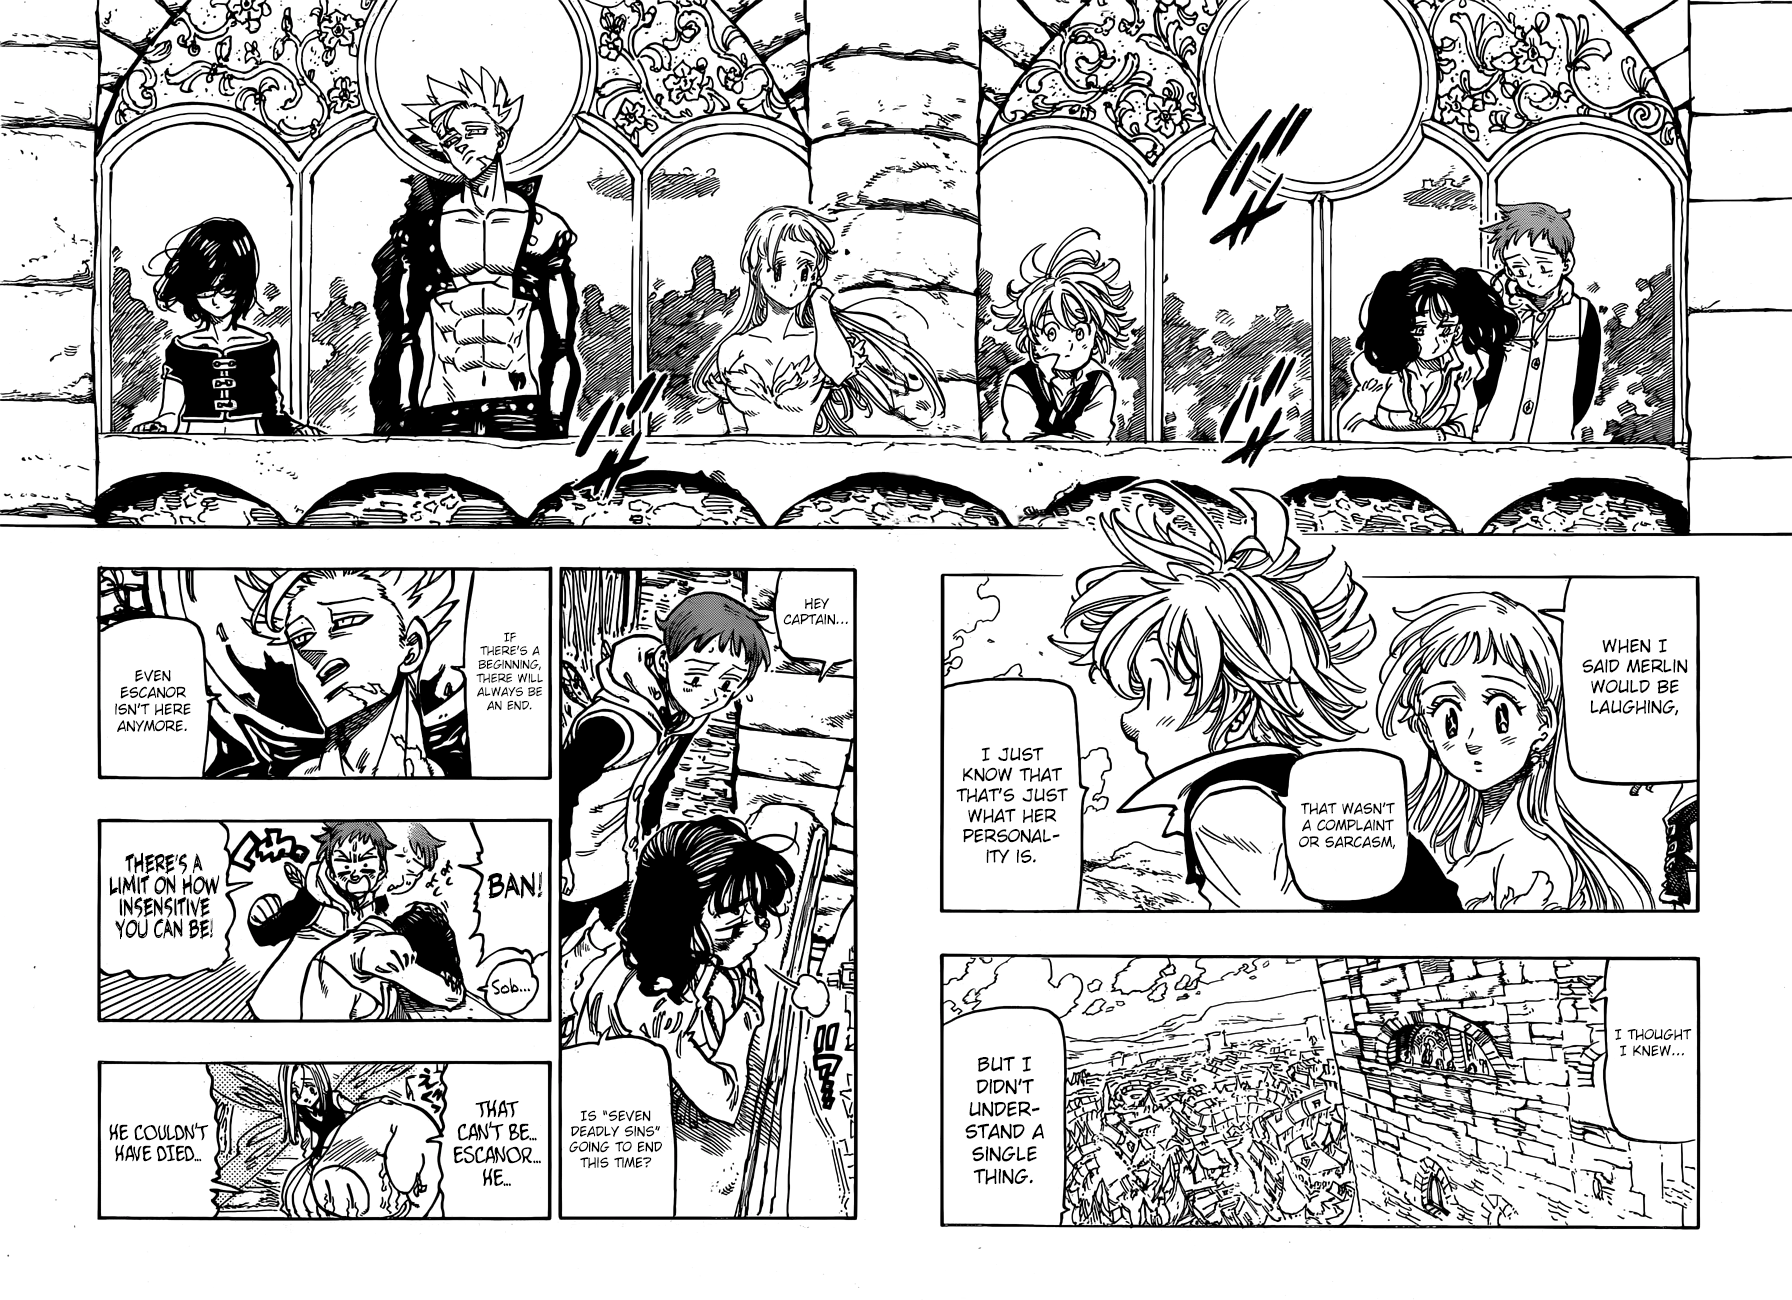 WHEN I
SAID MERLIN
WOULD BE
LAUGHING,
THAT WASN'T
A COMPLAINT
OR SARCASM,
I JUST
KNOW THAT
THAT'S JUST
WHAT HER
PERSONAL-
ITY IS.
I THOUGHT
I KNEW...
BUT I
DIDN'T
UNDER-
STAND A
SINGLE
THING.
HEY
CAPTAIN...
IS "SEVEN
DEADLY SINS"
GOING TO END
THIS TIME?
IF
THERE'S A
BEGINNING,
THERE WILL
ALWAYS BE
AN END.
EVEN
ESCANOR
ISN'T HERE
ANYMORE.
BAN!
SOB...
THERE'S A
LIMIT ON HOW
INSENSITIVE
YOU CAN BE!
THAT
CAN'T BE...
ESCANOR...
HE...
HE COULDN'T
HAVE DIED...